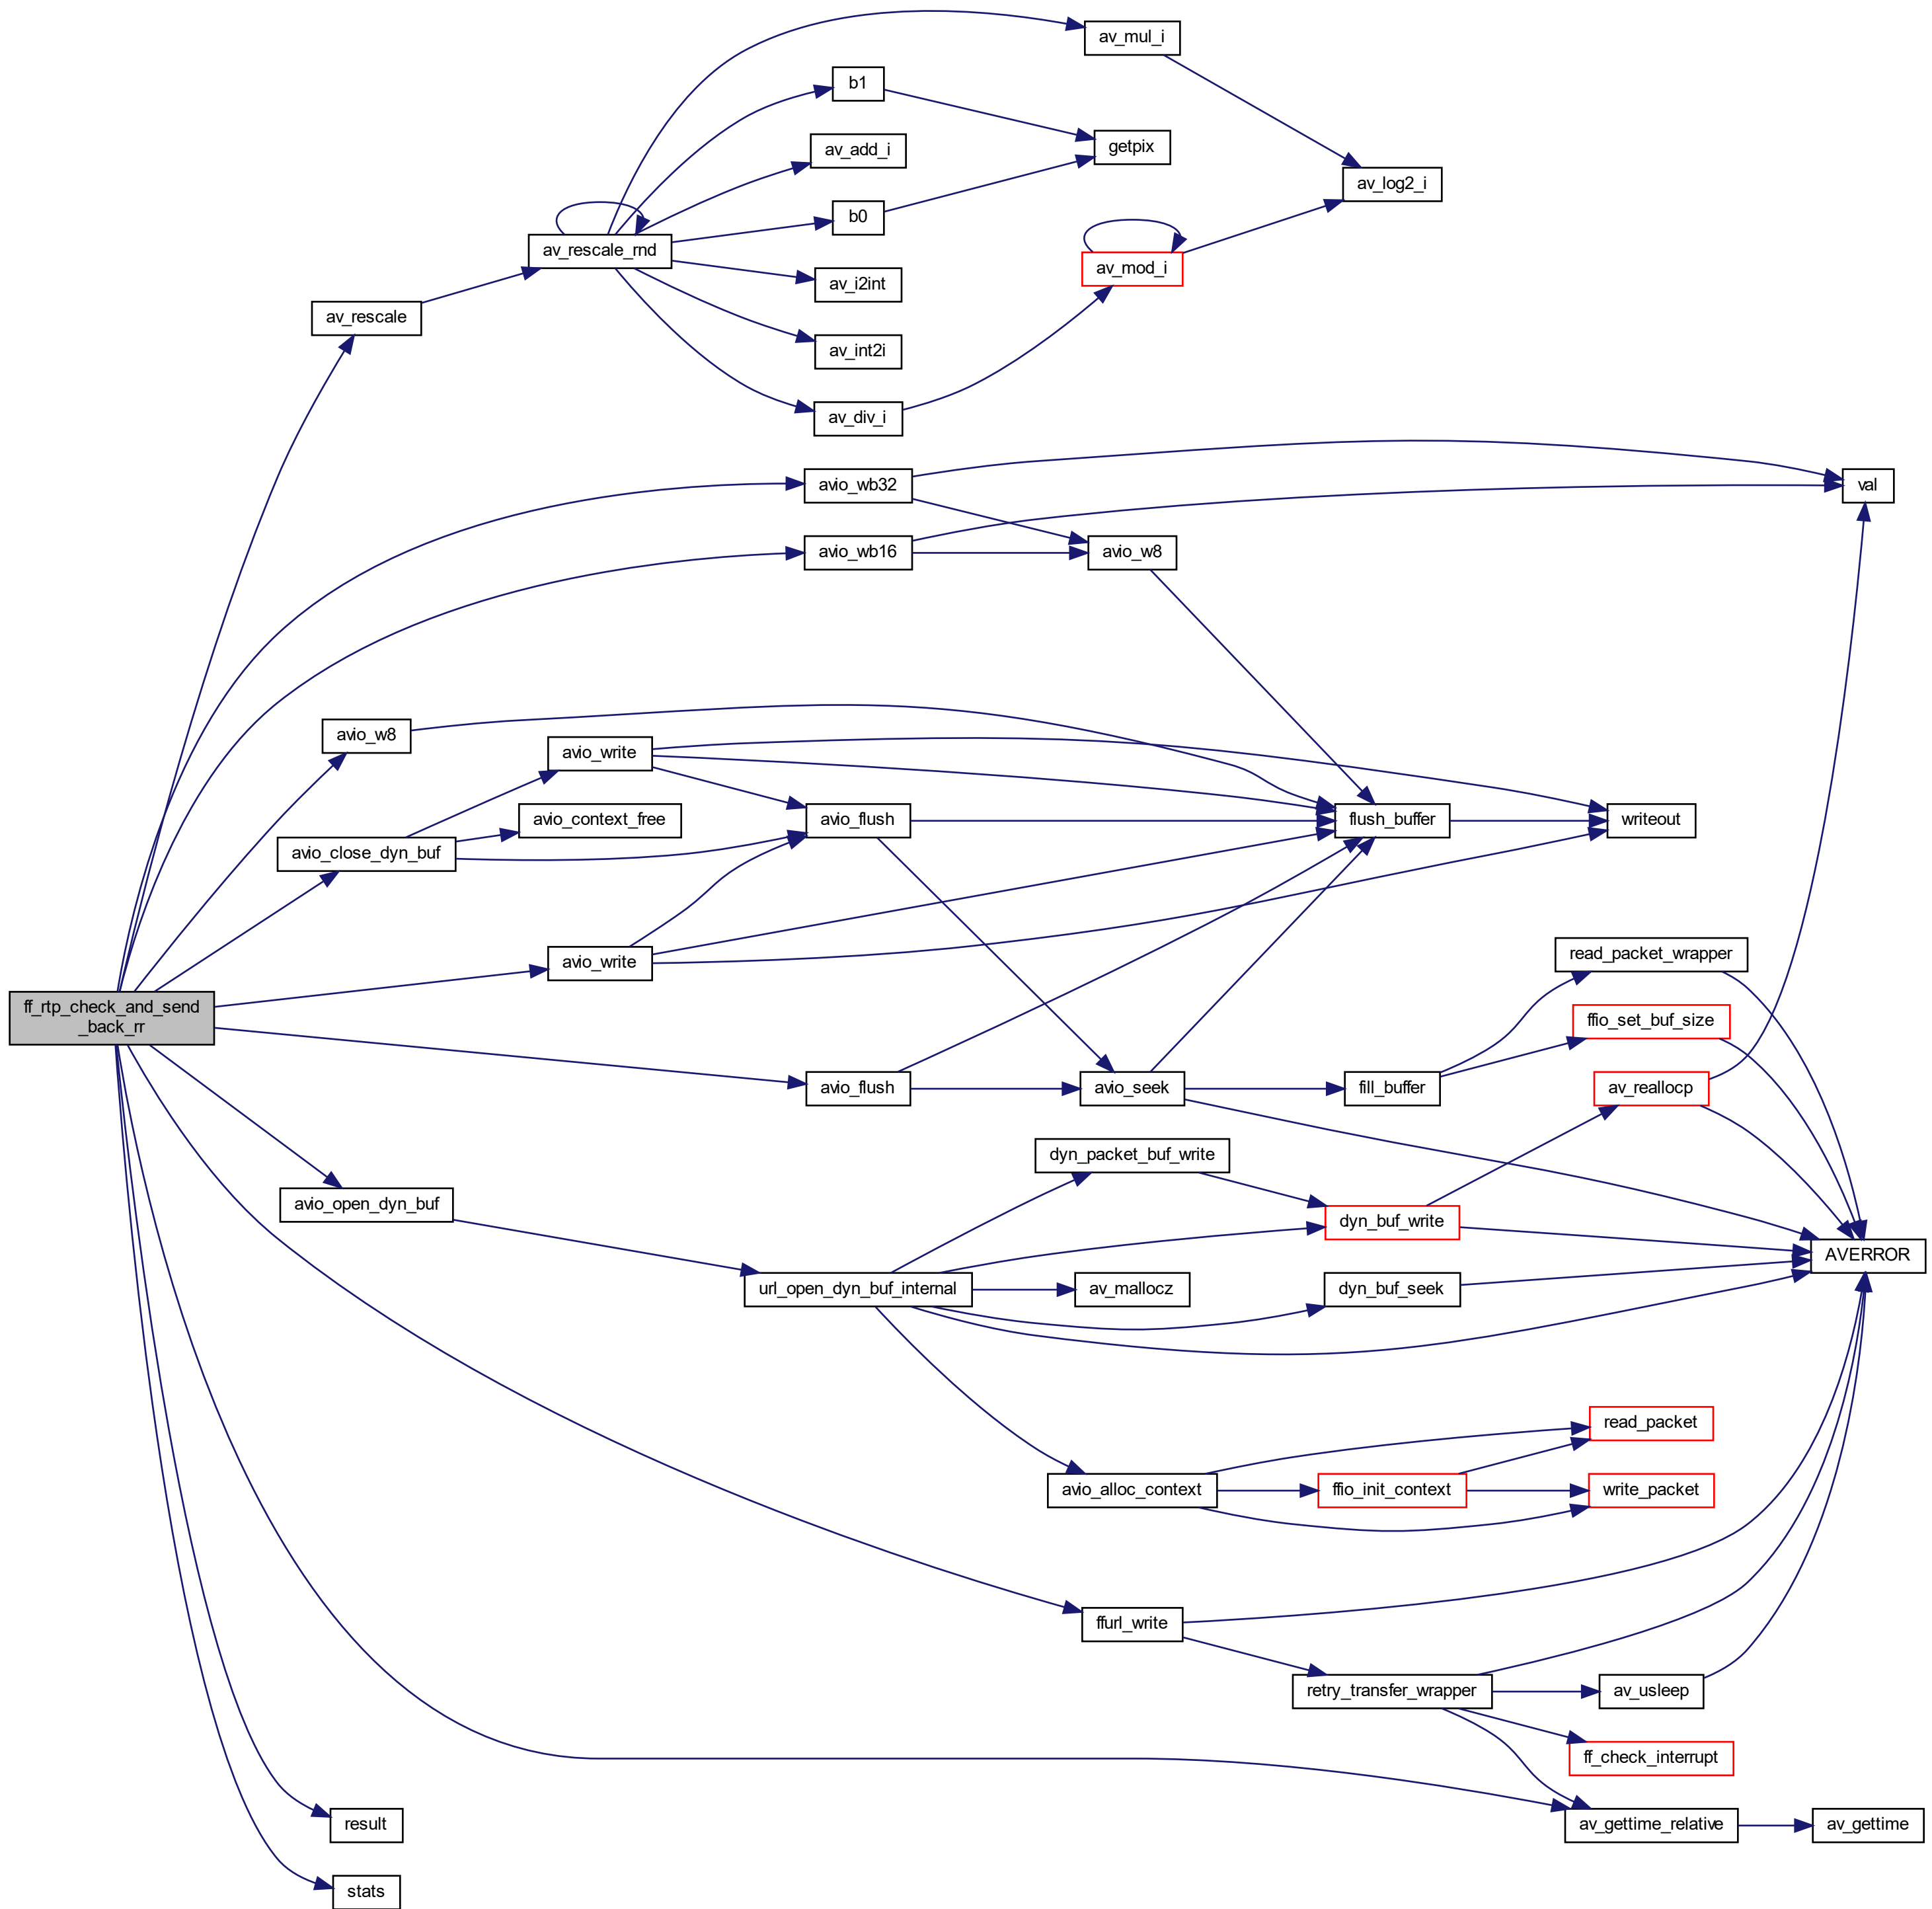 av_mul_i
b1
getpix
av_add_i
av_log2_i
b0
av_rescale_rnd
av_mod_i
av_i2int
av_rescale
av_int2i
av_div_i
avio_wb32
val
avio_wb16
avio_w8
avio_w8
avio_write
avio_context_free
avio_flush
flush_buffer
writeout
avio_close_dyn_buf
avio_write
read_packet_wrapper
ff_rtp_check_and_send
_back_rr
ffio_set_buf_size
avio_flush
avio_seek
fill_buffer
av_reallocp
dyn_packet_buf_write
avio_open_dyn_buf
dyn_buf_write
AVERROR
url_open_dyn_buf_internal
av_mallocz
dyn_buf_seek
read_packet
avio_alloc_context
ffio_init_context
write_packet
ffurl_write
retry_transfer_wrapper
av_usleep
ff_check_interrupt
result
av_gettime_relative
av_gettime
stats